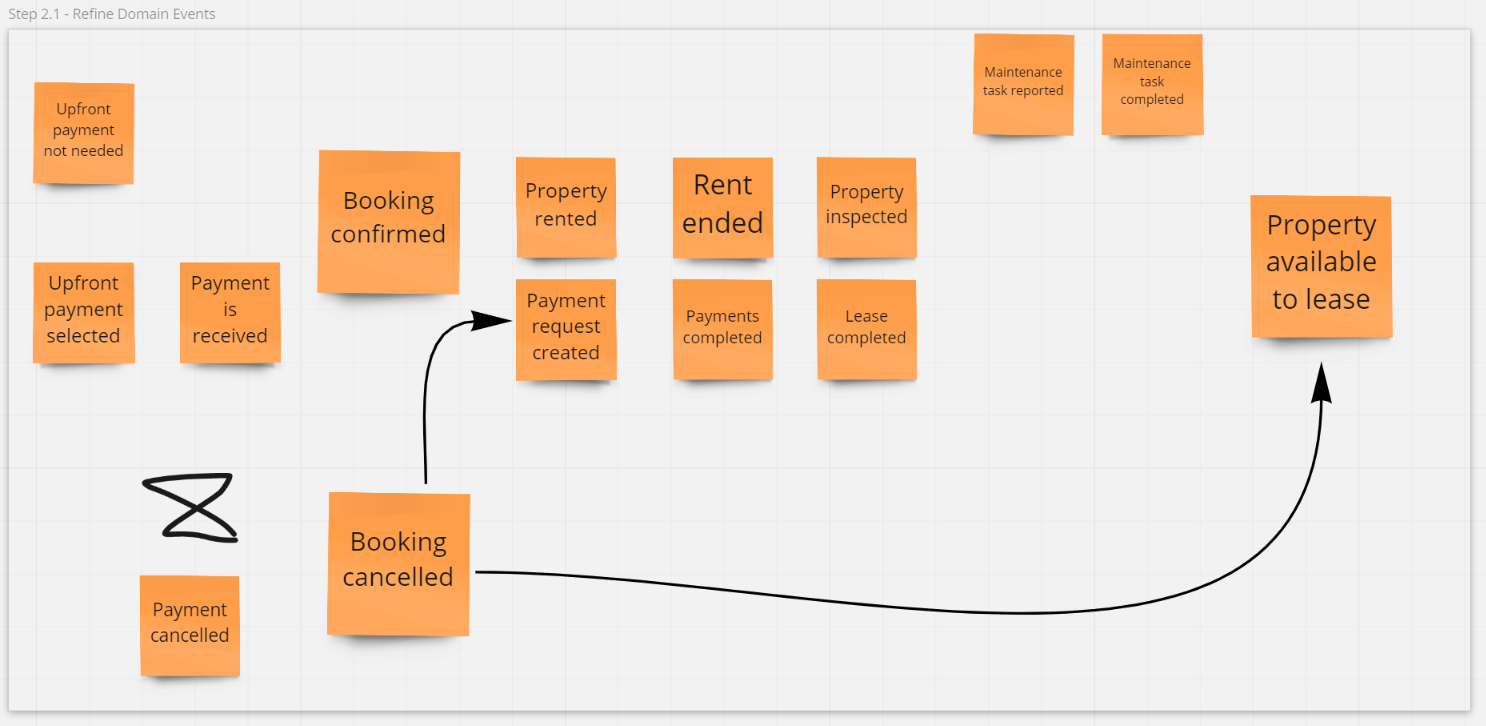 Step 2.1 - Refine Domain Events
Upfront
payment
not needed
Upfront
payment
selected
Payment
is
received
Payment
cancelled
Booking
confirmed
Booking
cancelled
Property
rented
Payment
request
created
Rent
ended
Payments
completed
Property
inspected
Lease
completed
Maintenance
task reported
Maintenance
task
completed
Property
available
to lease